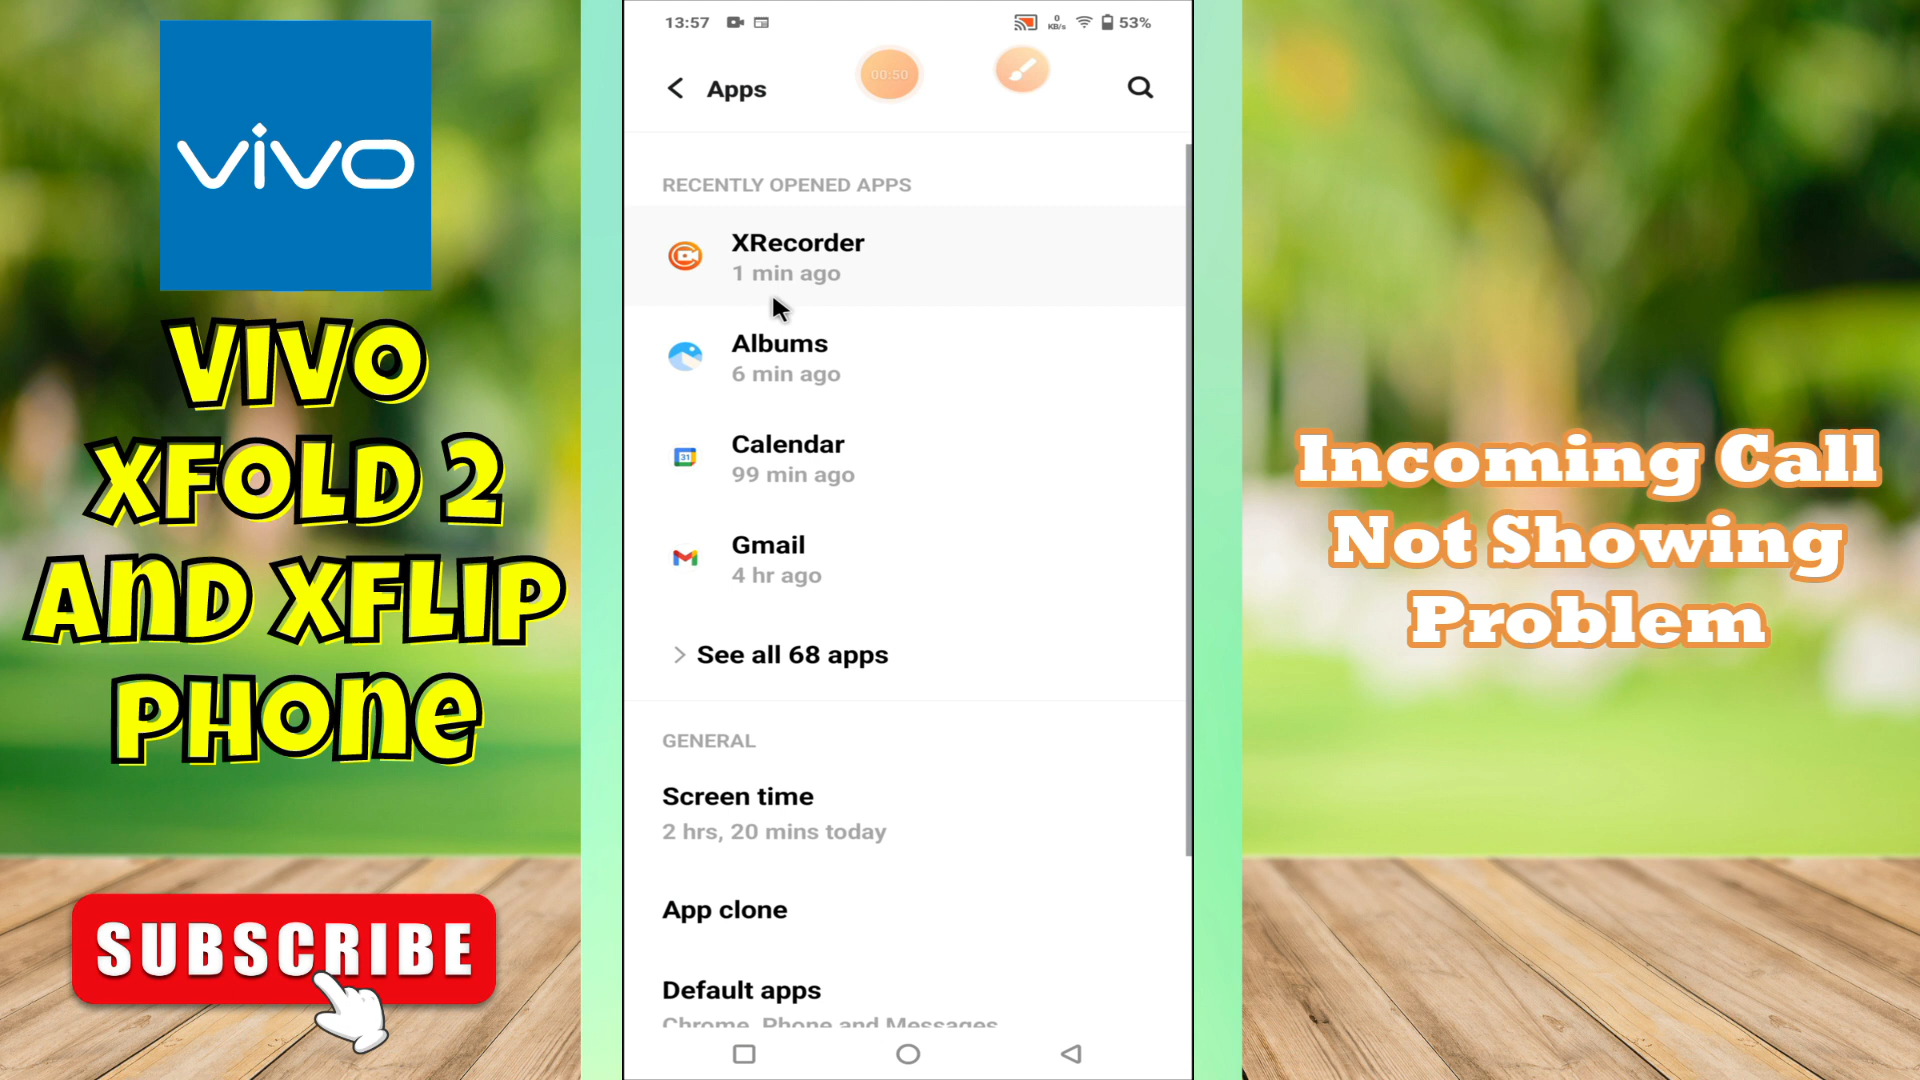 vivo
VIVO
XFOLD 2
AND XFLIP
PHONE
SUBSCRIBE
13:57
0
KB/s
53%
Apps
00:50
RECENTLY OPENED APPS
XRecorder
1 min ago
Albums
6 min ago
31
Calendar
99 min ago
Gmail
4 hr ago
See all 68 apps
GENERAL
Screen time
2 hrs, 20 mins today
App clone
Default apps
Chrome, Phone and Messages
Incoming Call
Not Showing
Problem